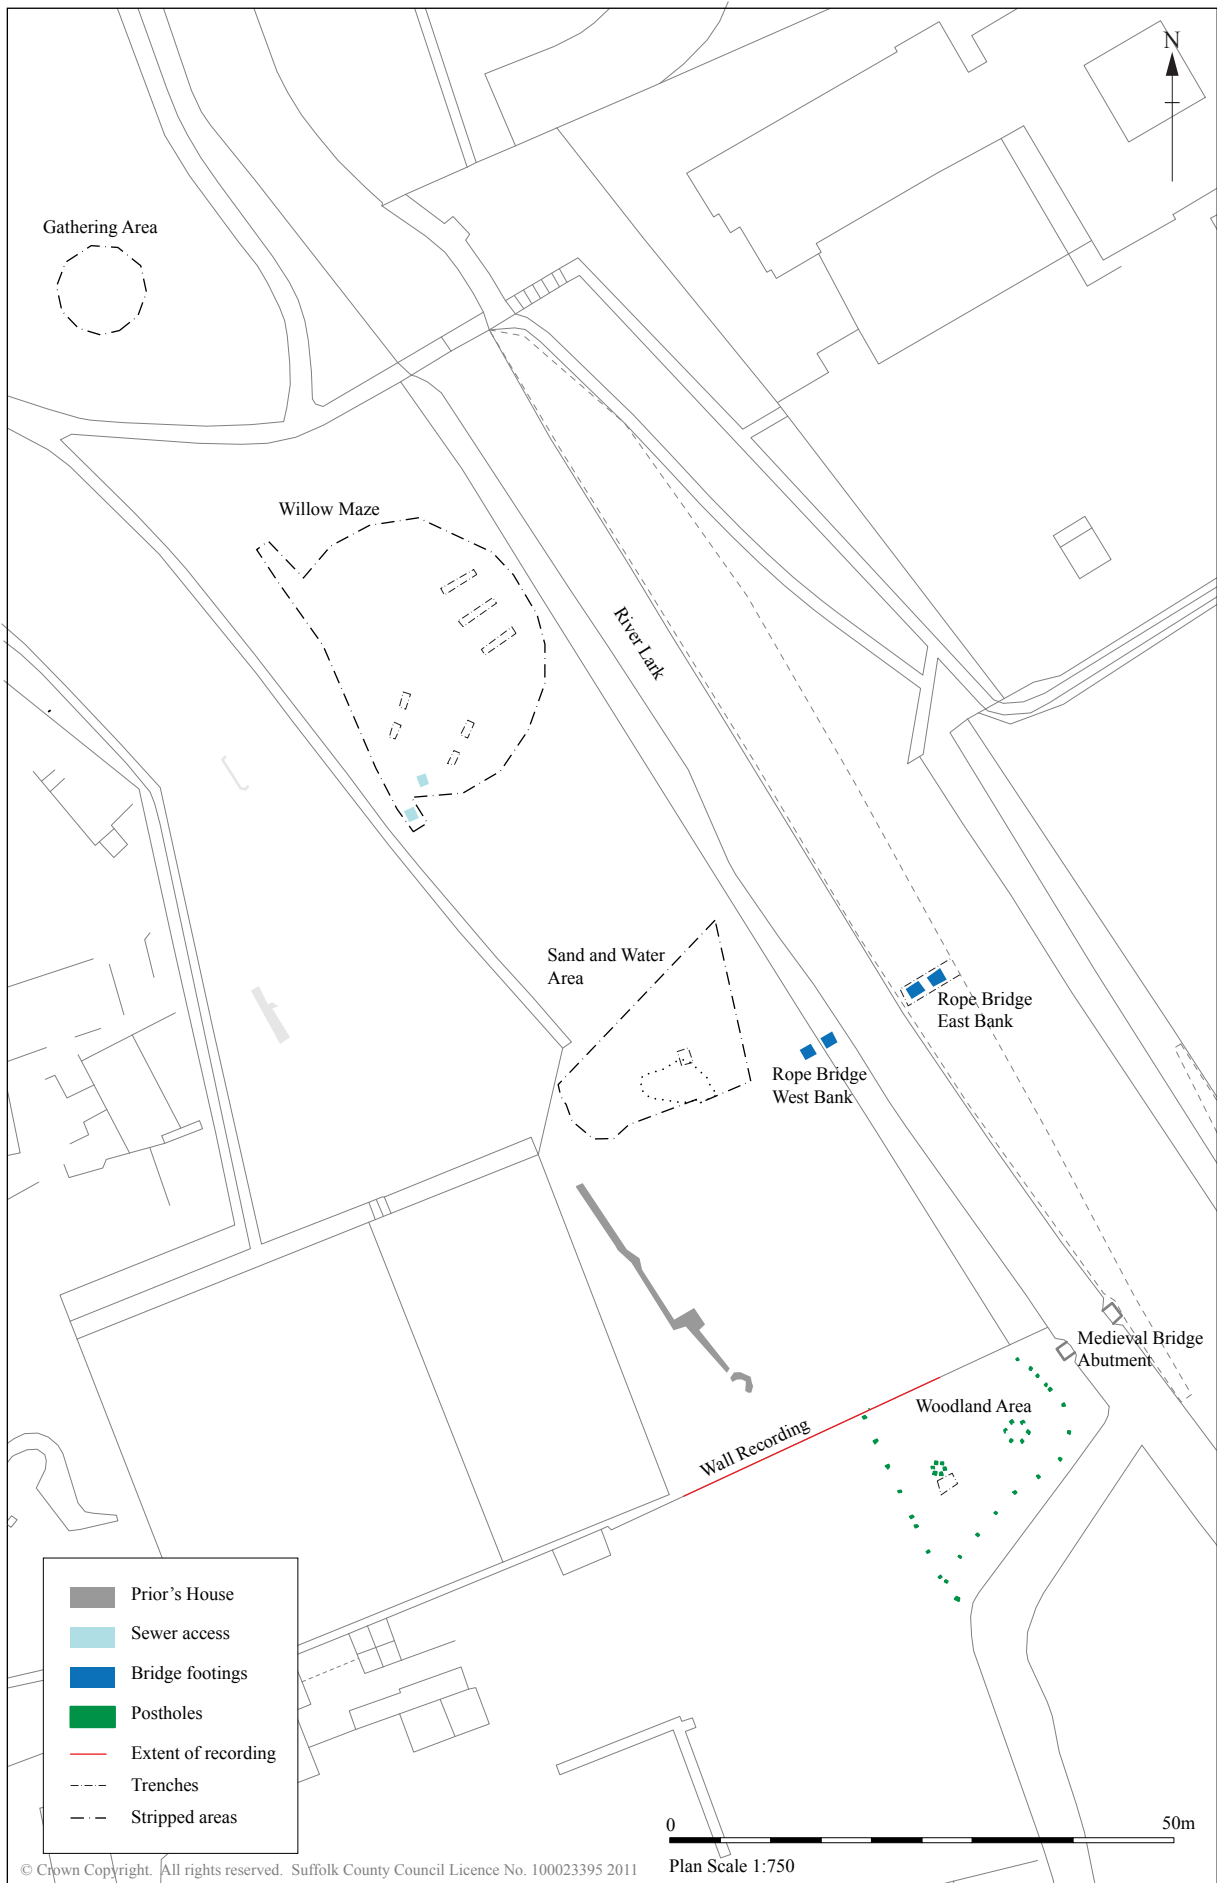 N
Gathering Area
Willow Maze
River Lark
Sand and Water
Area
Rope Bridge
East Bank
Rope Bridge
West Bank
Medieval Bridge
Abutment
Woodland Area
Wall Recording
Prior's House
Sewer access
Bridge footings
Postholes
Extent of recording
Trenches
Stripped areas
0 50m
Plan Scale 1:750
© Crown Copyright. All rights reserved. Suffolk County Council Licence No. 100023395 2011